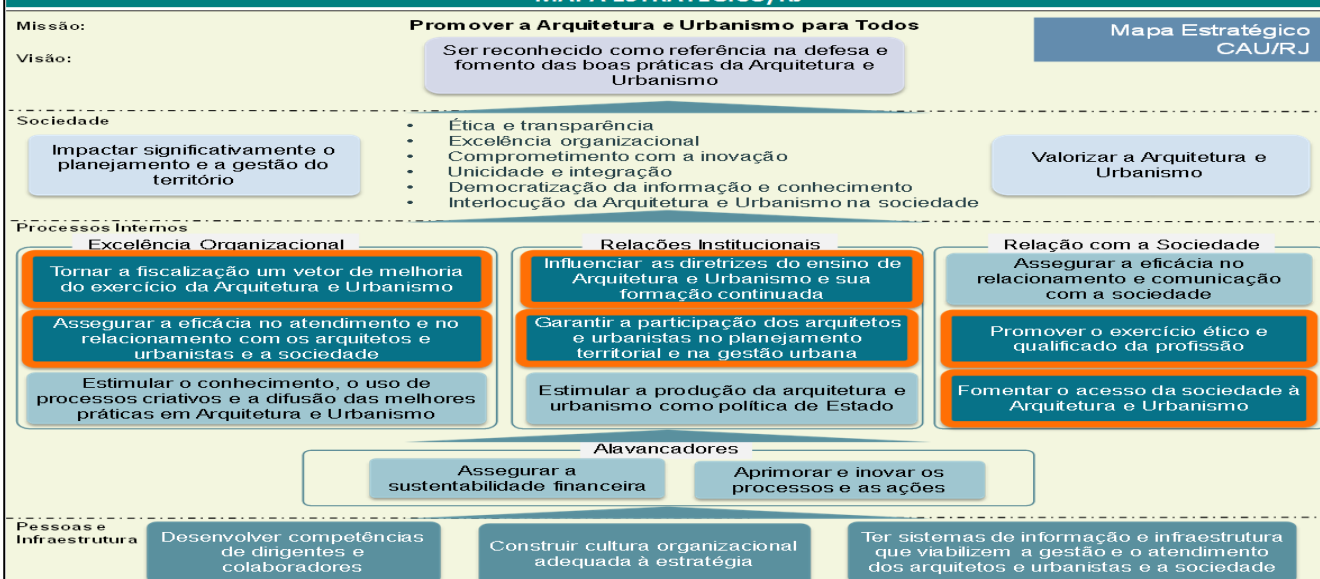 MAPA ESTRATÉGICO/RJ
Missão:
Promover a Arquitetura e Urbanismo para Todos
Mapa Estratégico
CAU/RJ
Visão:
Ser reconhecido como referência na defesa e
fomento das boas práticas da Arquitetura e
Urbanismo
Sociedade
Impactar significativamente o
planejamento e a gestão do
território
• Ética e transparência
• Excelência organizacional
• Comprometimento com a inovação
• Unicidade e integração
• Democratização da informação e conhecimento
• Interlocução da Arquitetura e Urbanismo na sociedade
Valorizar a Arquitetura e
Urbanismo
Processos Internos
Excelência Organizacional
Tornar a fiscalização um vetor de melhoria
do exercício da Arquitetura e Urbanismo
Assegurar a eficácia no atendimento e no
relacionamento com os arquitetos e
urbanistas e a sociedade
Estimular o conhecimento, o uso de
processos criativos e a difusão das melhores
práticas em Arquitetura e Urbanismo
Relações Institucionais
Influenciar as diretrizes do ensino de
Arquitetura e Urbanismo e sua
formação continuada
Garantir a participação dos arquitetos
e urbanistas no planejamento
territorial e na gestão urbana
Estimular a produção da arquitetura e
urbanismo como política de Estado
Relação com a Sociedade
Assegurar a eficácia no
relacionamento e comunicação
com a sociedade
Promover o exercício ético e
qualificado da profissão
Fomentar o acesso da sociedade à
Arquitetura e Urbanismo
Alavancadores
Assegurar a
sustentabilidade financeira
Aprimorar e inovar os
processos e as ações
Pessoas e
Infraestrutura
Desenvolver competências
de dirigentes e
colaboradores
Construir cultura organizacional
adequada à estratégia
Ter sistemas de informação e infraestrutura
que viabilizem a gestão e o atendimento
dos arquitetos e urbanistas e a sociedade